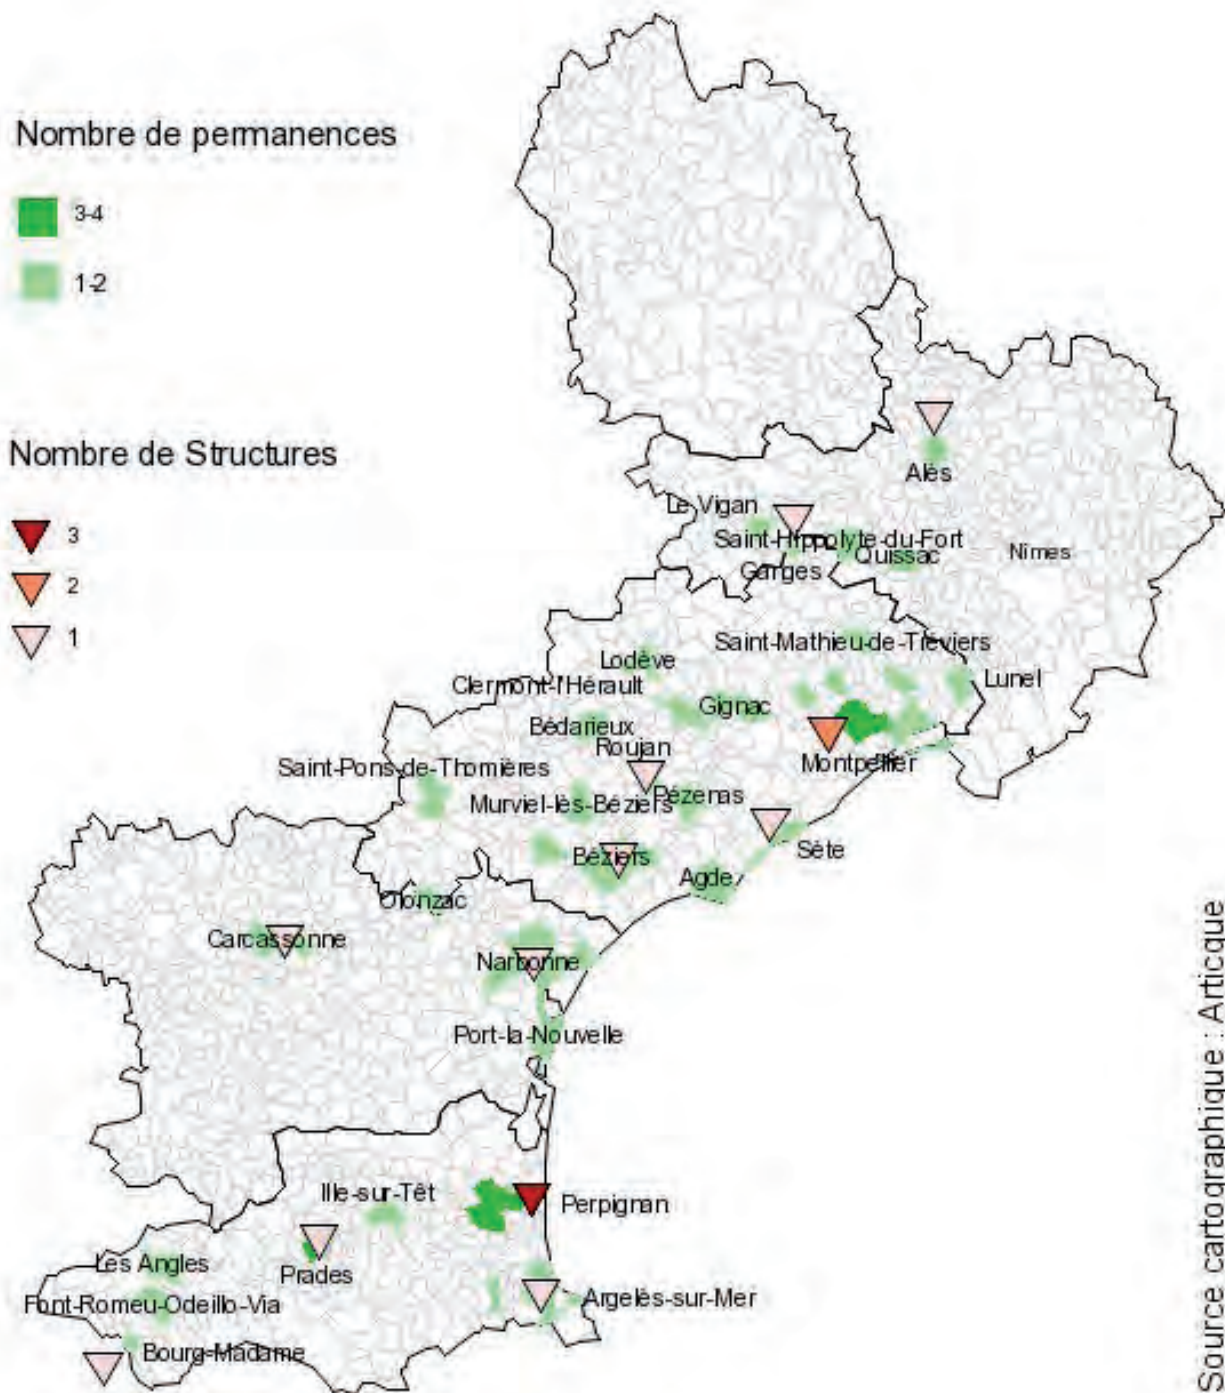 Nombre de permanences
3-4
1-2
Nombre de Structures
3
2
1
Alès
Le Vigan
Saint-Hippolyte-du-Fort
Quissac
Nîmes
Ganges
Saint-Mathieu-de-Tréviers
Lodève
Lunel
Clermont-l'Hérault
Gignac
Bédarieux
Roujan
Montpellier
Saint-Pons-de-Thomières
Murviel-lès-Béziers
Pézenas
Sète
Béziers
Agde
Olonzac
Carcassonne
Narbonne
Port-la-Nouvelle
Ille-sur-Têt
Perpignan
Les Angles
Prades
Font-Romeu-Odeillo-Via
Argelès-sur-Mer
Bourg-Madame
Source cartographique : Articque